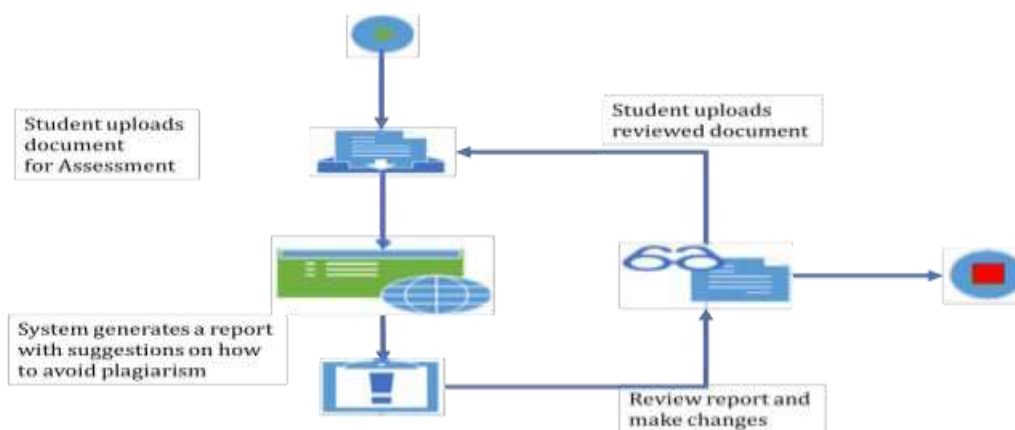 Student uploads
document
for Assessment
Student uploads
reviewed document
System generates a report
with suggestions on how
to avoid plagiarism
Review report and
make changes